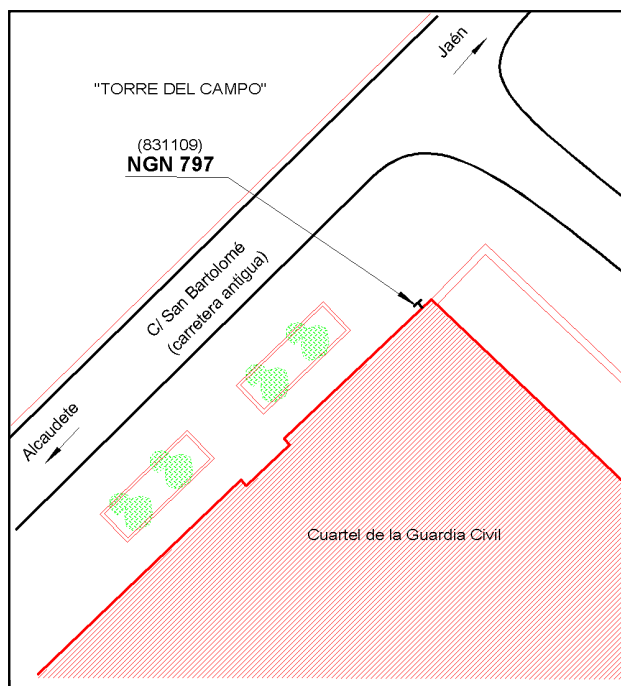 Jaén
"TORRE DEL CAMPO"
(831109)
NGN 797
C/ San Bartolomé
(carretera antigua)
Alcaudete
Cuartel de la Guardia Civil